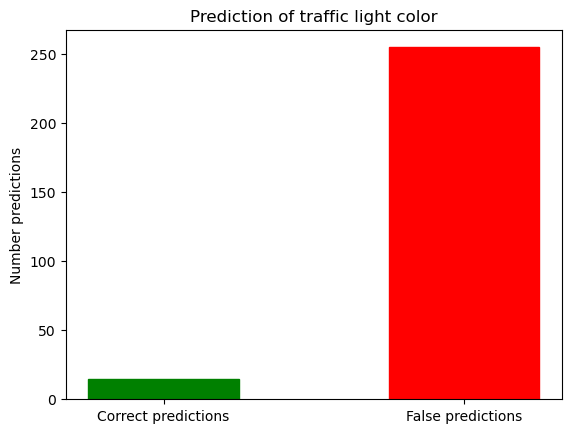 Prediction of traffic light color
Number predictions
250
200
150
100
50
0
Correct predictions
False predictions